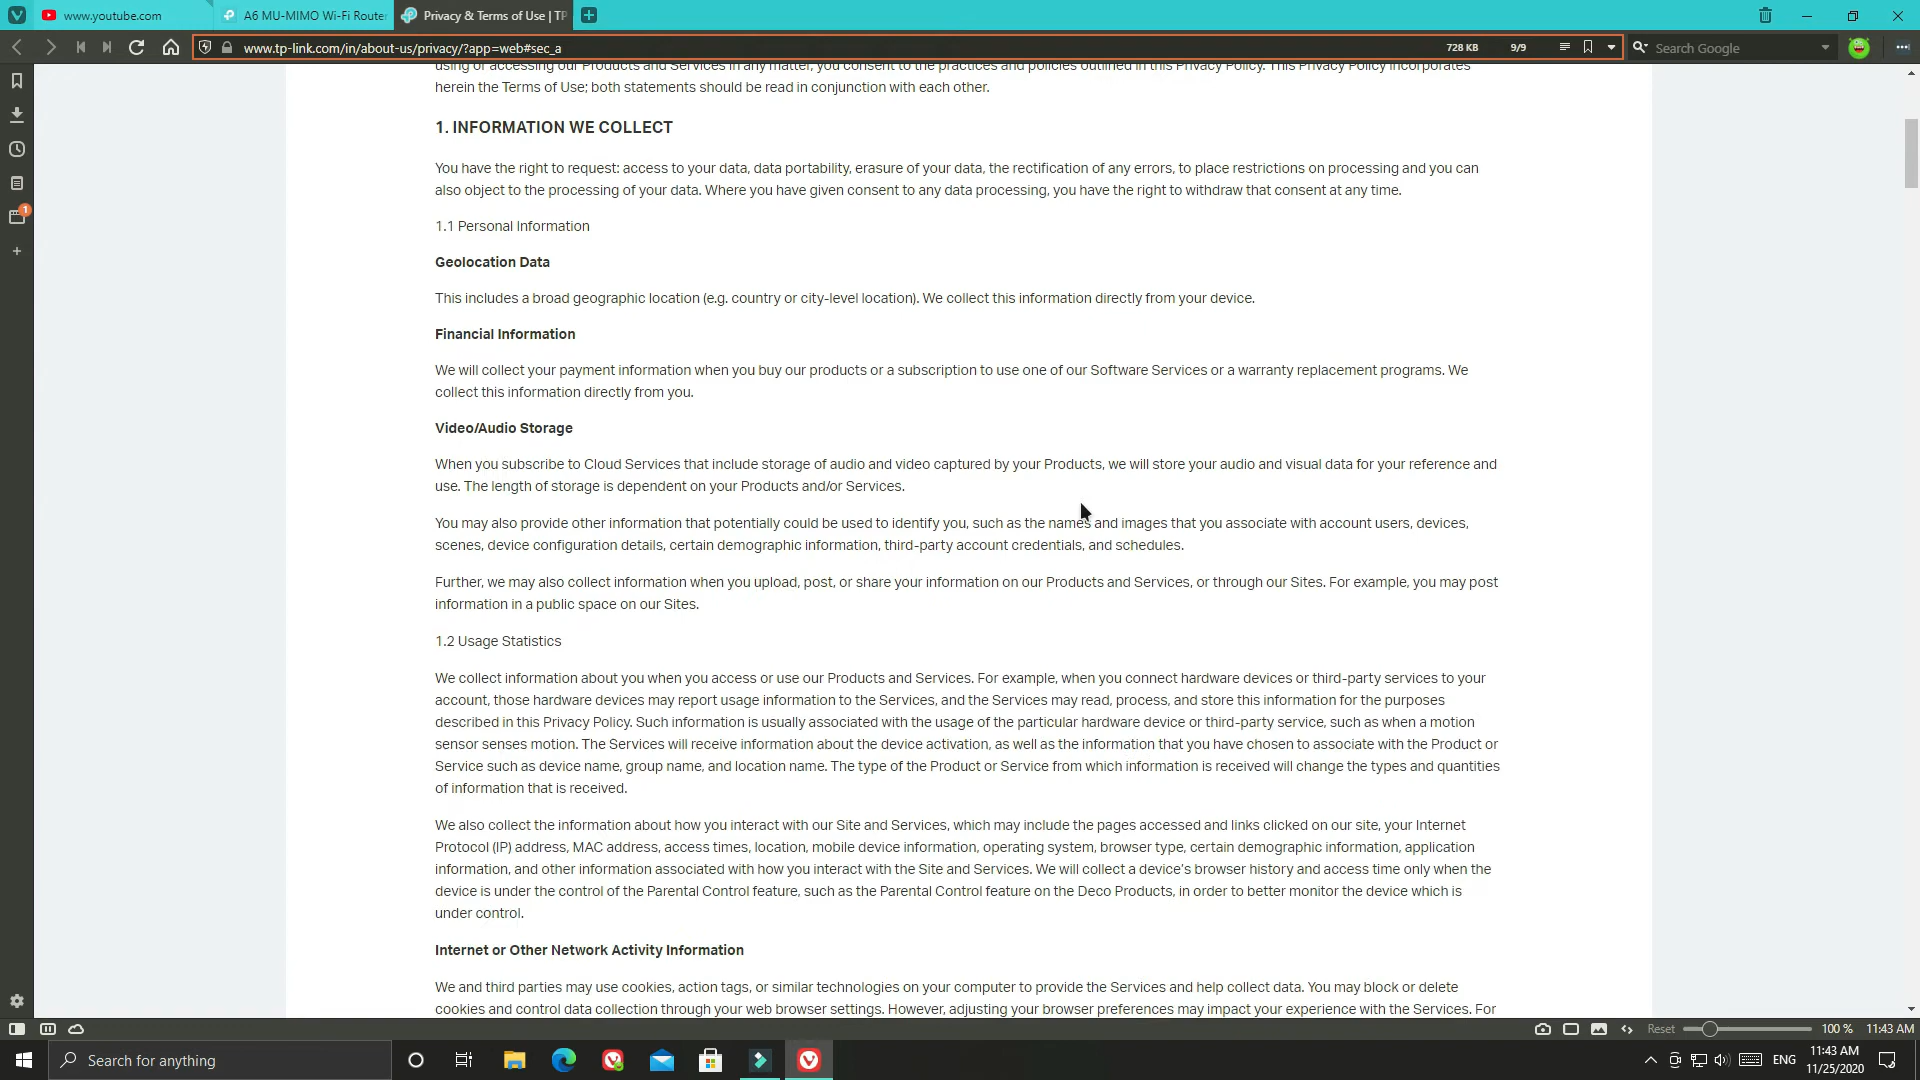 www.youtube.com
A6 MU-MIMO Wi-Fi Router
Privacy & Terms of Use | TP
www.tp-link.com/in/about-us/privacy/?app=web#sec_a
728 KB
9/9
Search Google
using or accessing our Products and Services in any matter, you consent to the practices and policies outlined in this Privacy Policy. This Privacy Policy incorporates
herein the Terms of Use; both statements should be read in conjunction with each other.
1. INFORMATION WE COLLECT
You have the right to request: access to your data, data portability, erasure of your data, the rectification of any errors, to place restrictions on processing and you can
also object to the processing of your data. Where you have given consent to any data processing, you have the right to withdraw that consent at any time.
1.1 Personal Information
Geolocation Data
This includes a broad geographic location (e.g. country or city-level location). We collect this information directly from your device.
Financial Information
We will collect your payment information when you buy our products or a subscription to use one of our Software Services or a warranty replacement programs. We
collect this information directly from you.
Video/Audio Storage
When you subscribe to Cloud Services that include storage of audio and video captured by your Products, we will store your audio and visual data for your reference and
use. The length of storage is dependent on your Products and/or Services.
You may also provide other information that potentially could be used to identify you, such as the names and images that you associate with account users, devices,
scenes, device configuration details, certain demographic information, third-party account credentials, and schedules.
Further, we may also collect information when you upload, post, or share your information on our Products and Services, or through our Sites. For example, you may post
information in a public space on our Sites.
1.2 Usage Statistics
We collect information about you when you access or use our Products and Services. For example, when you connect hardware devices or third-party services to your
account, those hardware devices may report usage information to the Services, and the Services may read, process, and store this information for the purposes
described in this Privacy Policy. Such information is usually associated with the usage of the particular hardware device or third-party service, such as when a motion
sensor senses motion. The Services will receive information about the device activation, as well as the information that you have chosen to associate with the Product or
Service such as device name, group name, and location name. The type of the Product or Service from which information is received will change the types and quantities
of information that is received.
We also collect the information about how you interact with our Site and Services, which may include the pages accessed and links clicked on our site, your Internet
Protocol (IP) address, MAC address, access times, location, mobile device information, operating system, browser type, certain demographic information, application
information, and other information associated with how you interact with the Site and Services. We will collect a device's browser history and access time only when the
device is under the control of the Parental Control feature, such as the Parental Control feature on the Deco Products, in order to better monitor the device which is
under control.
Internet or Other Network Activity Information
We and third parties may use cookies, action tags, or similar technologies on your computer to provide the Services and help collect data. You may block or delete
cookies and control data collection through your web browser settings. However, adjusting your browser preferences may impact your experience with the Services. For
1
Reset
100 %
11:43 AM
Search for anything
ENG
11:43 AM
11/25/2020